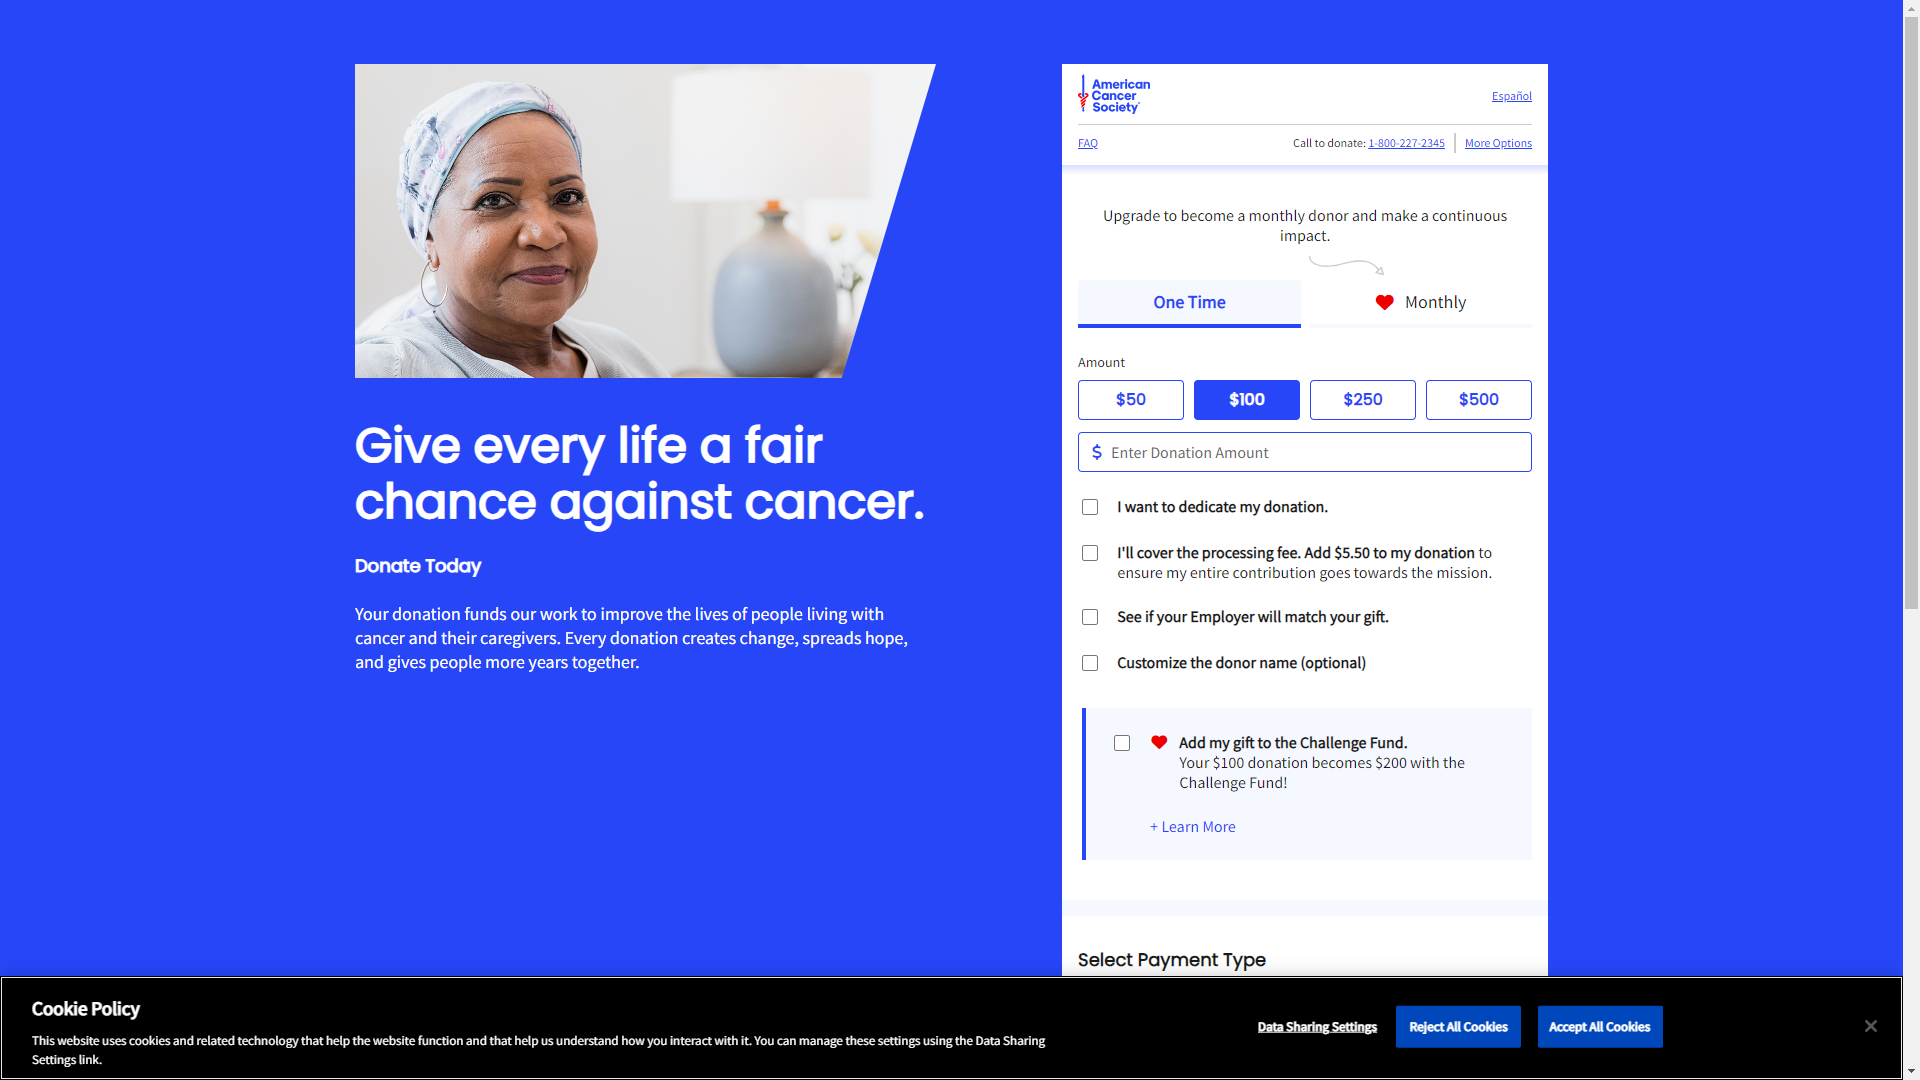 American
Cancer
Society
Español
FAQ
Call to donate: 1-800-227-2345
More Options
Upgrade to become a monthly donor and make a continuous
impact.
One Time
Monthly
Amount
$50
$100
$250
$500
$ Enter Donation Amount
I want to dedicate my donation.
I'll cover the processing fee. Add $5.50 to my donation to
ensure my entire contribution goes towards the mission.
See if your Employer will match your gift.
Customize the donor name (optional)
Add my gift to the Challenge Fund.
Your $100 donation becomes $200 with the
Challenge Fund!
+ Learn More
Select Payment Type
Give every life a fair
chance against cancer.
Donate Today
Your donation funds our work to improve the lives of people living with
cancer and their caregivers. Every donation creates change, spreads hope,
and gives people more years together.
Cookie Policy
This website uses cookies and related technology that help the website function and that help us understand how you interact with it. You can manage these settings using the Data Sharing
Settings link.
Data Sharing Settings
Reject All Cookies
Accept All Cookies